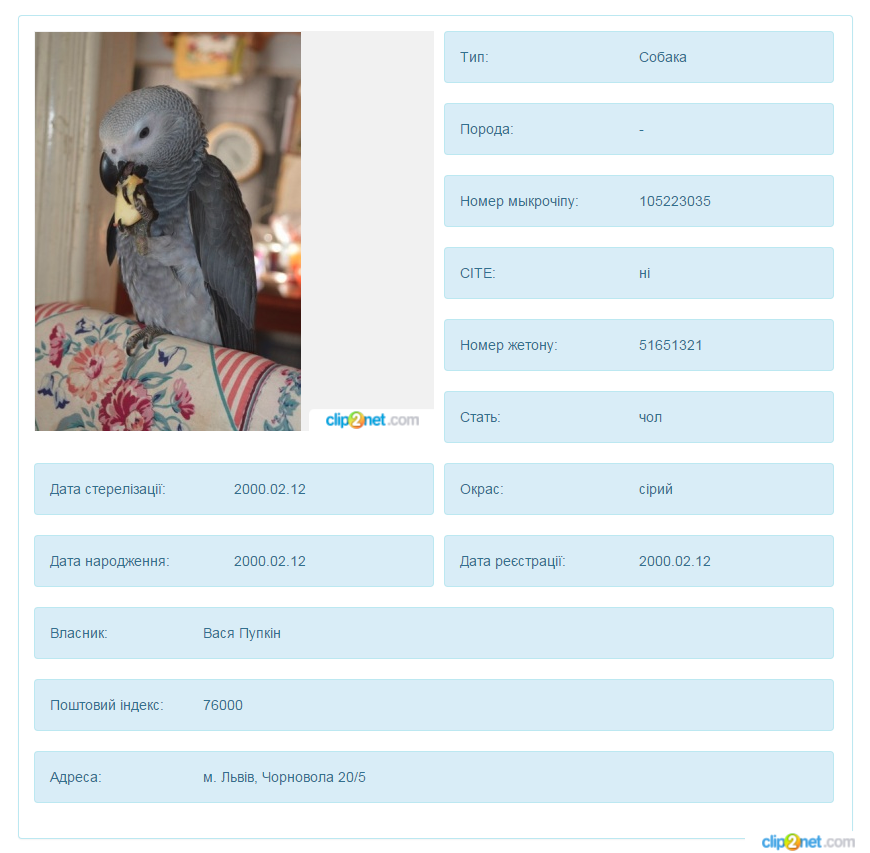 Тип: Собака
Порода: -
Номер мыкрочіпу: 105223035
CITE: ні
Номер жетону: 51651321
Стать: чол
clip2net.com
Дата стерелізації: 2000.02.12
Окрас: сірий
Дата народження: 2000.02.12
Дата реєстрації: 2000.02.12
Власник: Вася Пупкін
Поштовий індекс: 76000
Адреса: м. Львів, Чорновола 20/5
clip2net.com